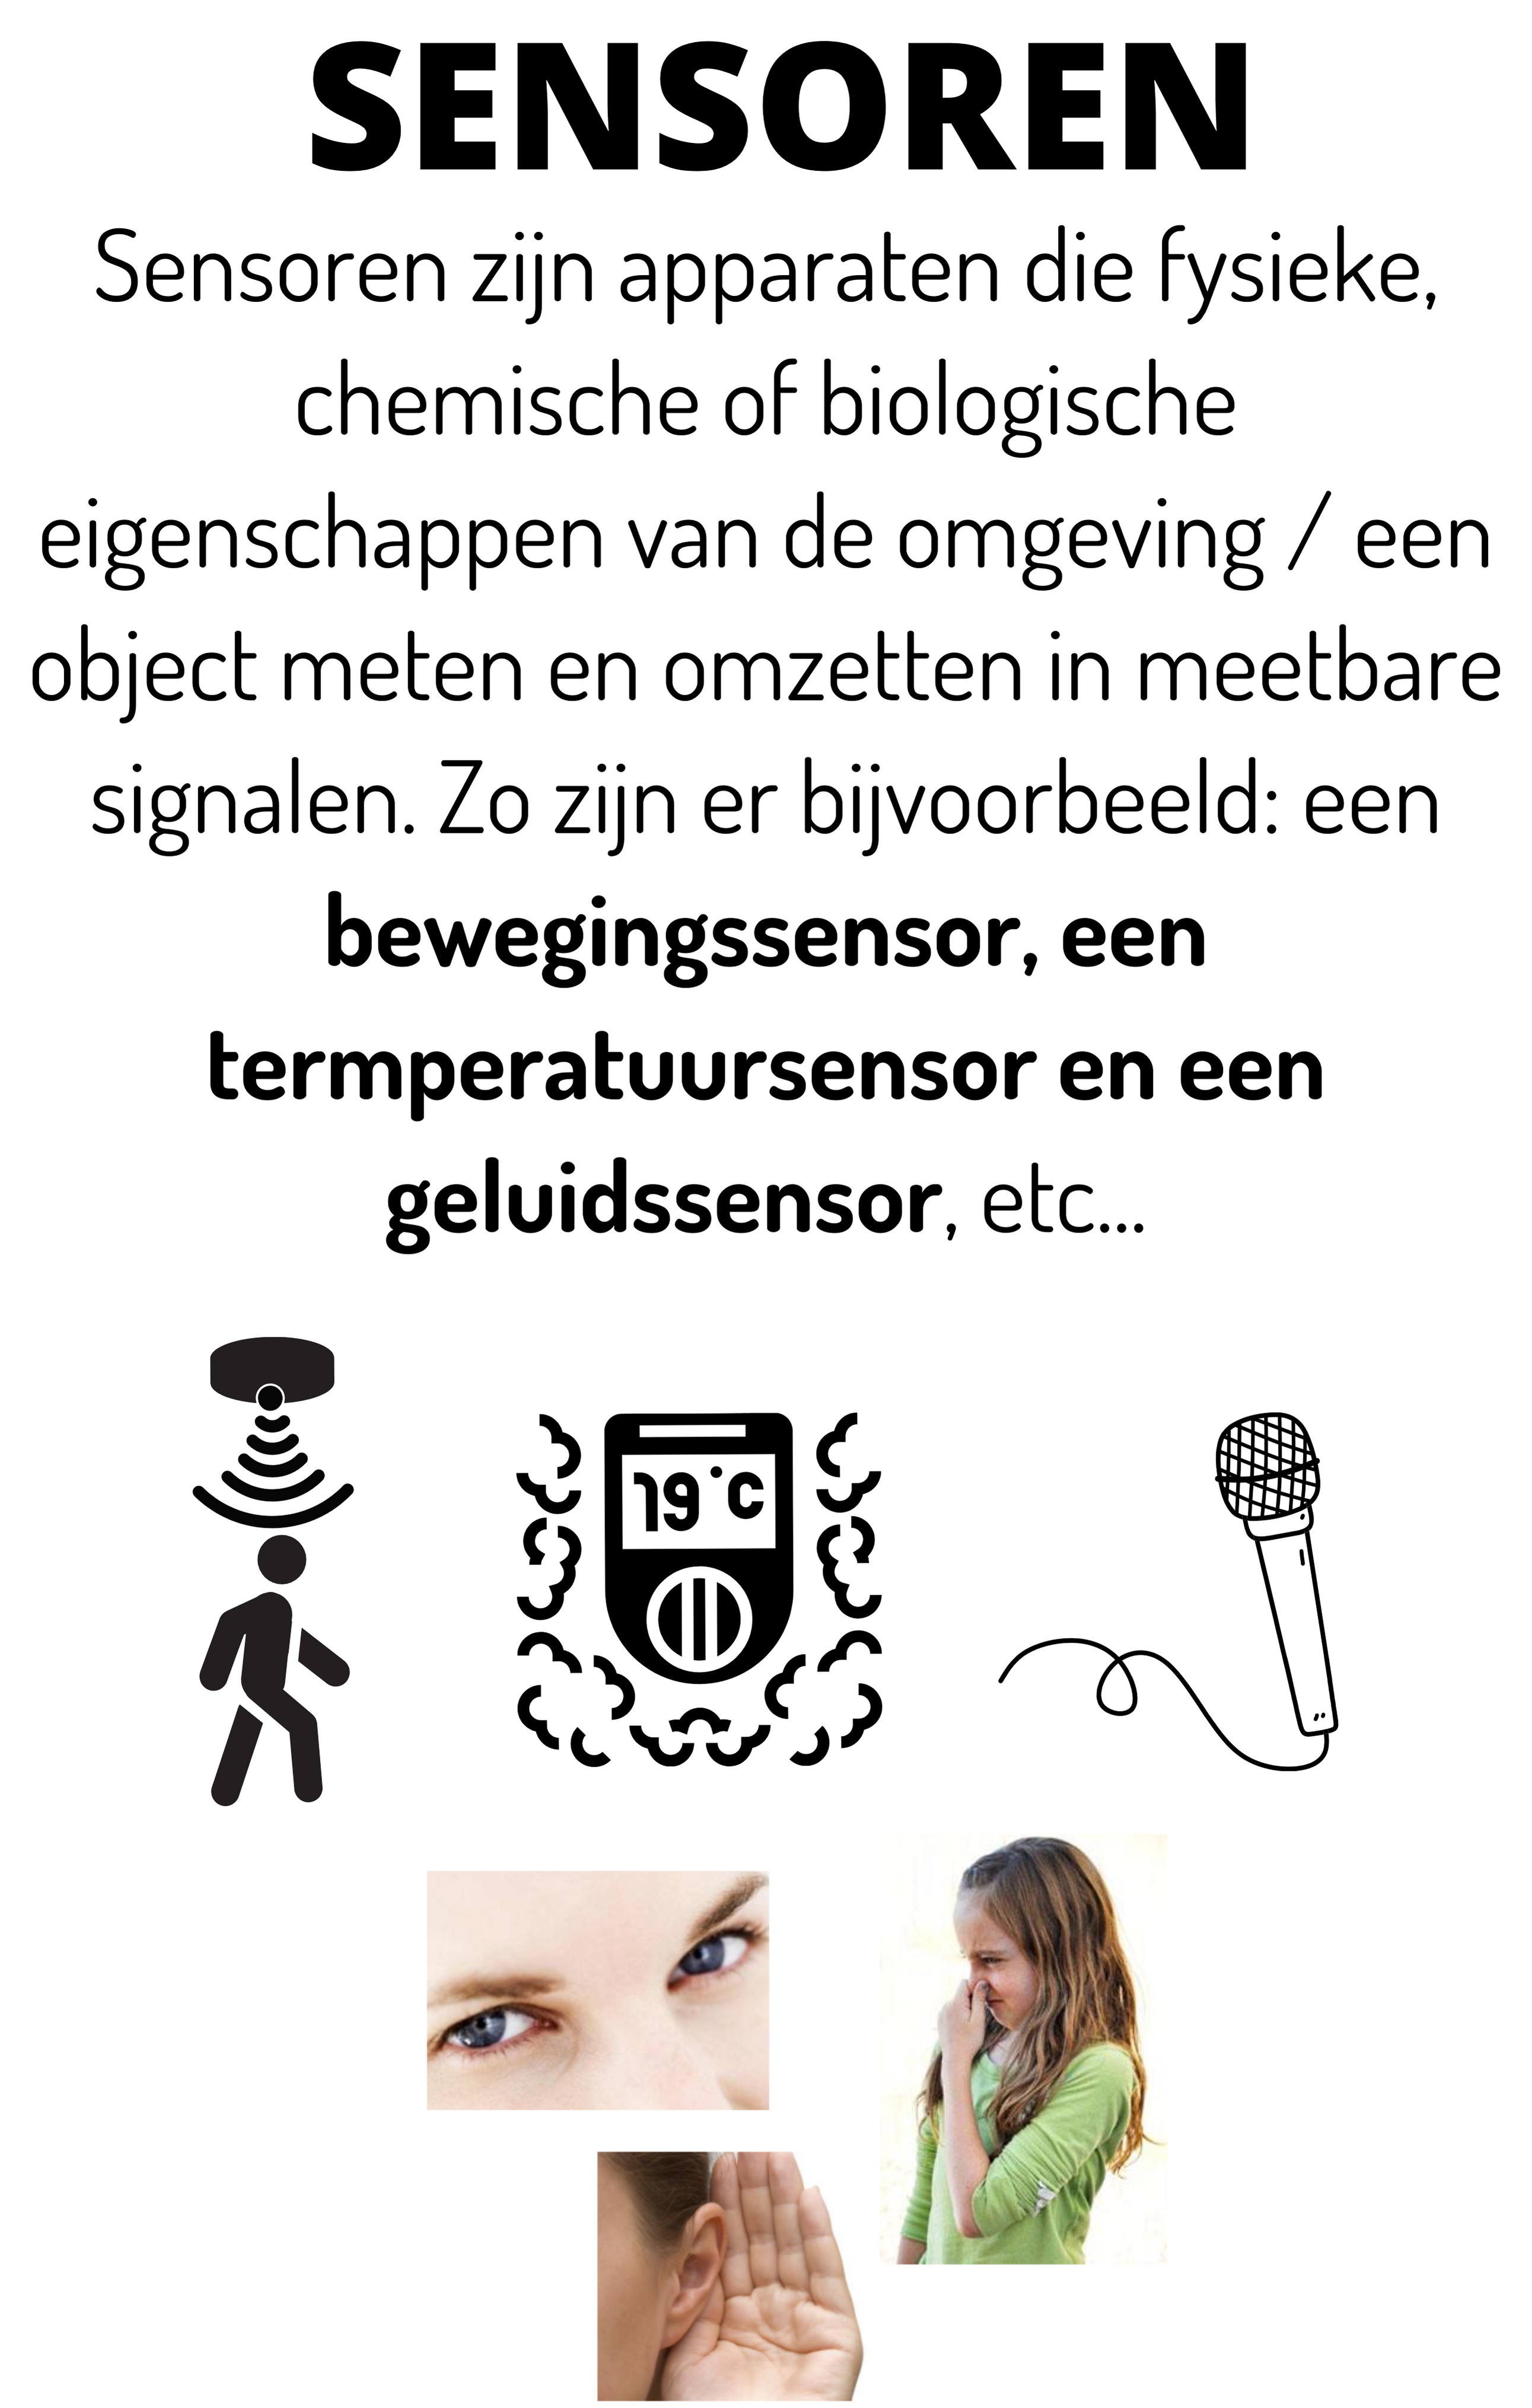 SENSOREN
Sensoren zijn apparaten die fysieke,
chemische of biologische
eigenschappen van de omgeving / een
object meten en omzetten in meetbare
signalen. Zo zijn er bijvoorbeeld: een
bewegingssensor, een
termperatuursensor en een
geluidssensor, etc...
19°C